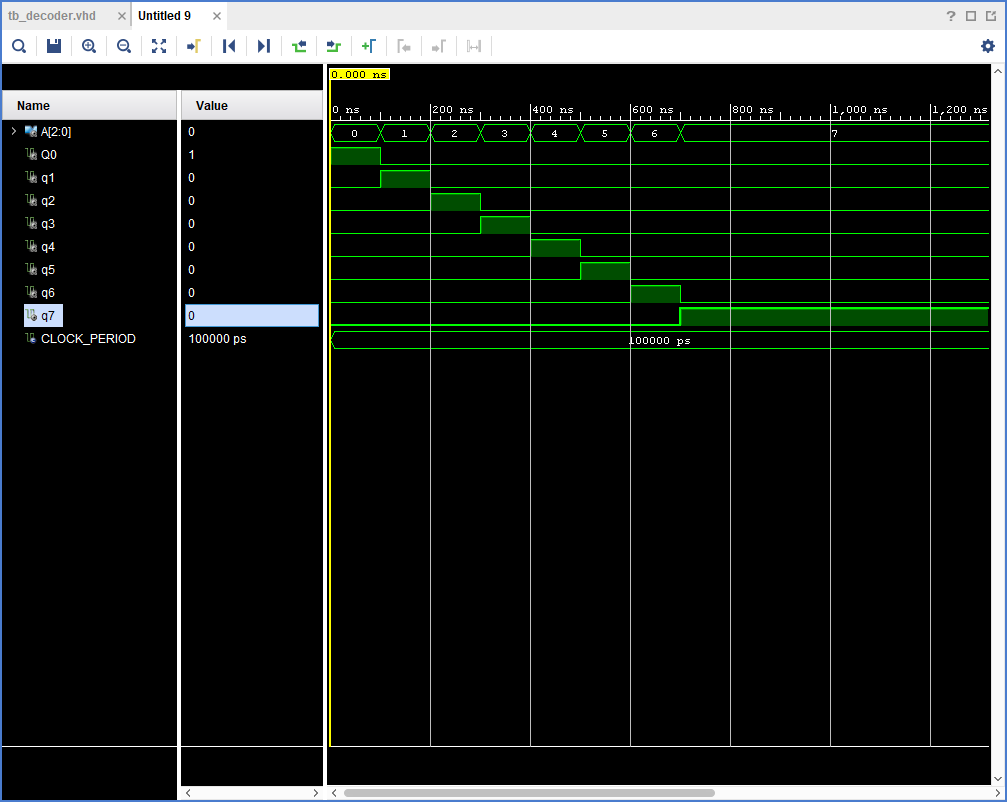 tb_decoder.vhd × Untitled 9 × ?
0.000 ns
Name Value
0 ns 200 ns 400 ns 600 ns 800 ns 1,000 ns 1,200 ns
A[2:0] 0 0 1 2 3 4 5 6 7
Q0 1
q1 0
q2 0
q3 0
q4 0
q5 0
q6 0
q7 0
CLOCK_PERIOD 100000 ps 100000 ps